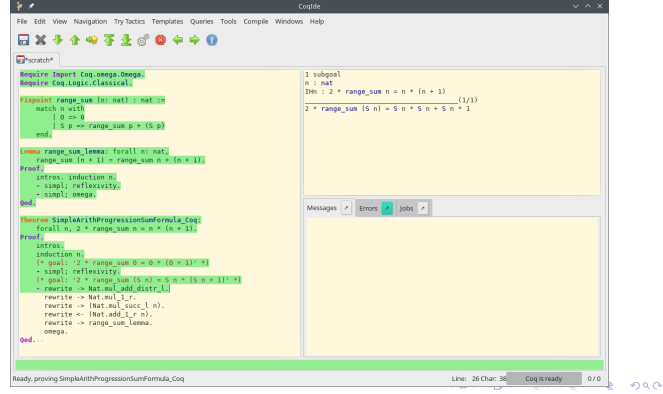 CoqIde
File Edit View Navigation Try Tactics Templates Queries Tools Compile Windows Help
*scratch*
Require Import Coq.omega.Omega.
Require Coq.Logic.Classical.
Fixpoint range_sum (n: nat) : nat :=
match n with
| O => 0
| S p => range_sum p + (S p)
end.
Lemma range_sum_lemma: forall n: nat,
range_sum (n + 1) = range_sum n + (n + 1).
Proof.
intros. induction n.
- simpl; reflexivity.
- simpl; omega.
Qed.
Theorem SimpleArithProgressionSumFormula_Coq:
forall n, 2 * range_sum n = n * (n + 1).
Proof.
intros.
induction n.
(* goal: '2 * range_sum 0 = 0 * (0 + 1)' *)
- simpl; reflexivity.
(* goal: '2 * range_sum (S n) = S n * (S n + 1)' *)
- rewrite -> Nat.mul_add_distr_l.
rewrite -> Nat.mul_1_r.
rewrite -> (Nat.mul_succ_l n).
rewrite <- (Nat.add_1_r n).
rewrite -> range_sum_lemma.
omega.
Qed.
1 subgoal
n : nat
IHn : 2 * range_sum n = n * (n + 1)
(1/1)
2 * range_sum (S n) = S n * S n + S n * 1
Messages Errors Jobs
Ready, proving SimpleArithProgressionSumFormula_Coq
Line: 26 Char: 38 Coq is ready 0 / 0